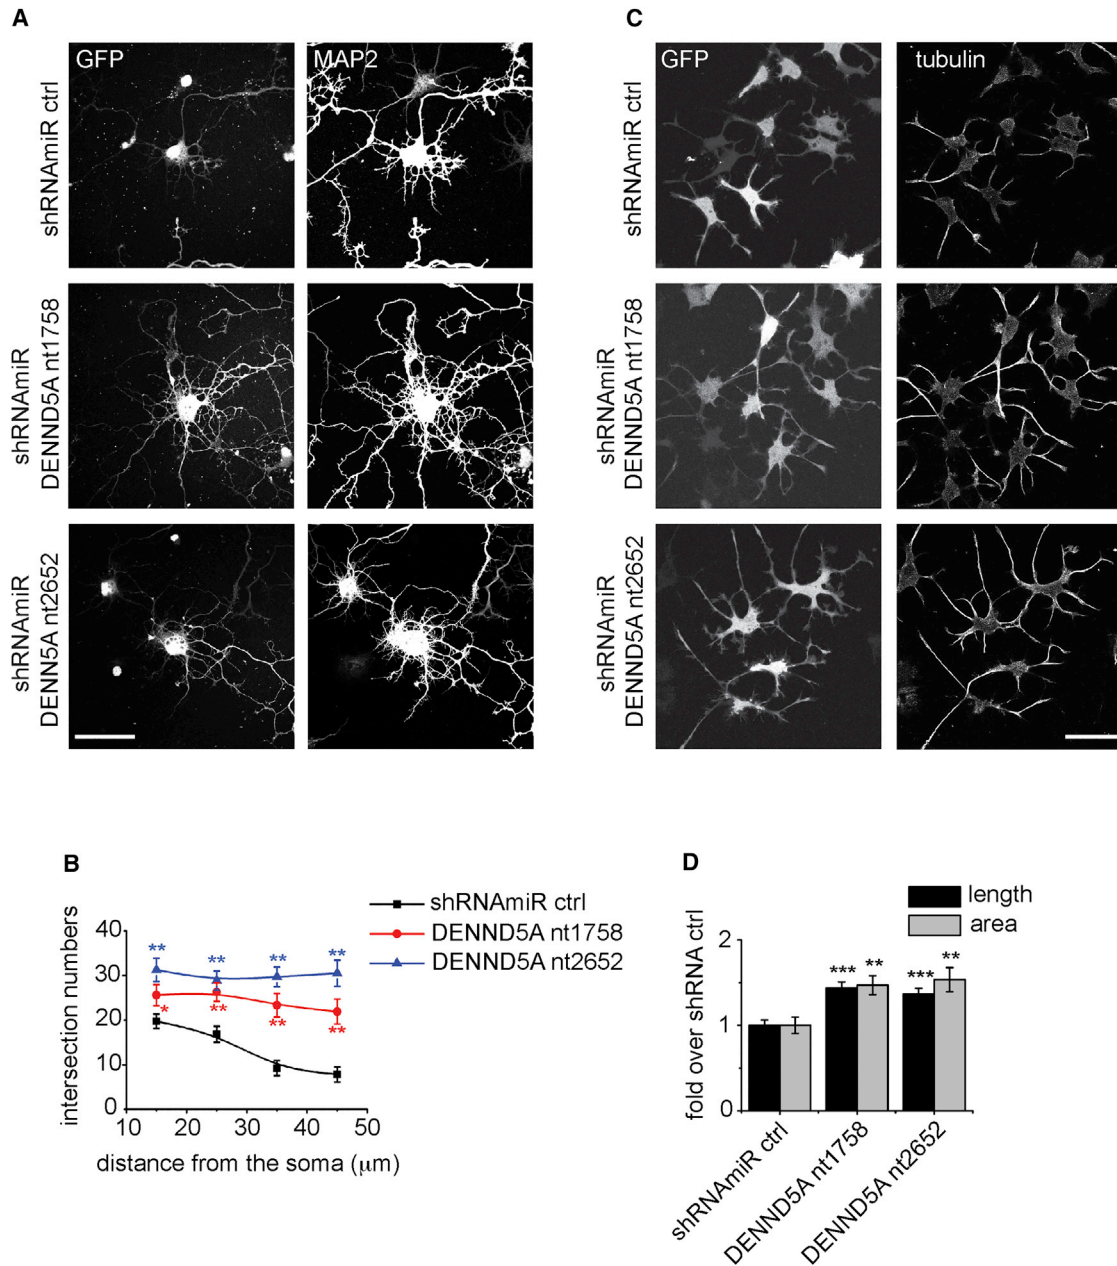 A
GFP
MAP2
shRNAmiR ctrl
shRNAmiR
DENND5A nt1758
shRNAmiR
DENN5A nt2652
C
GFP
tubulin
shRNAmiR ctrl
shRNAmiR
DENND5A nt1758
shRNAmiR
DENND5A nt2652
B
shRNAmiR ctrl
DENND5A nt1758
DENND5A nt2652
intersection numbers
40
30
20
10
0
** ** ** **
* ** ** **
10 20 30 40 50
distance from the soma (μm)
D
length
area
fold over shRNA ctrl
2
1
0
*** ** *** **
shRNAmiR ctrl
DENND5A nt1758
DENND5A nt2652